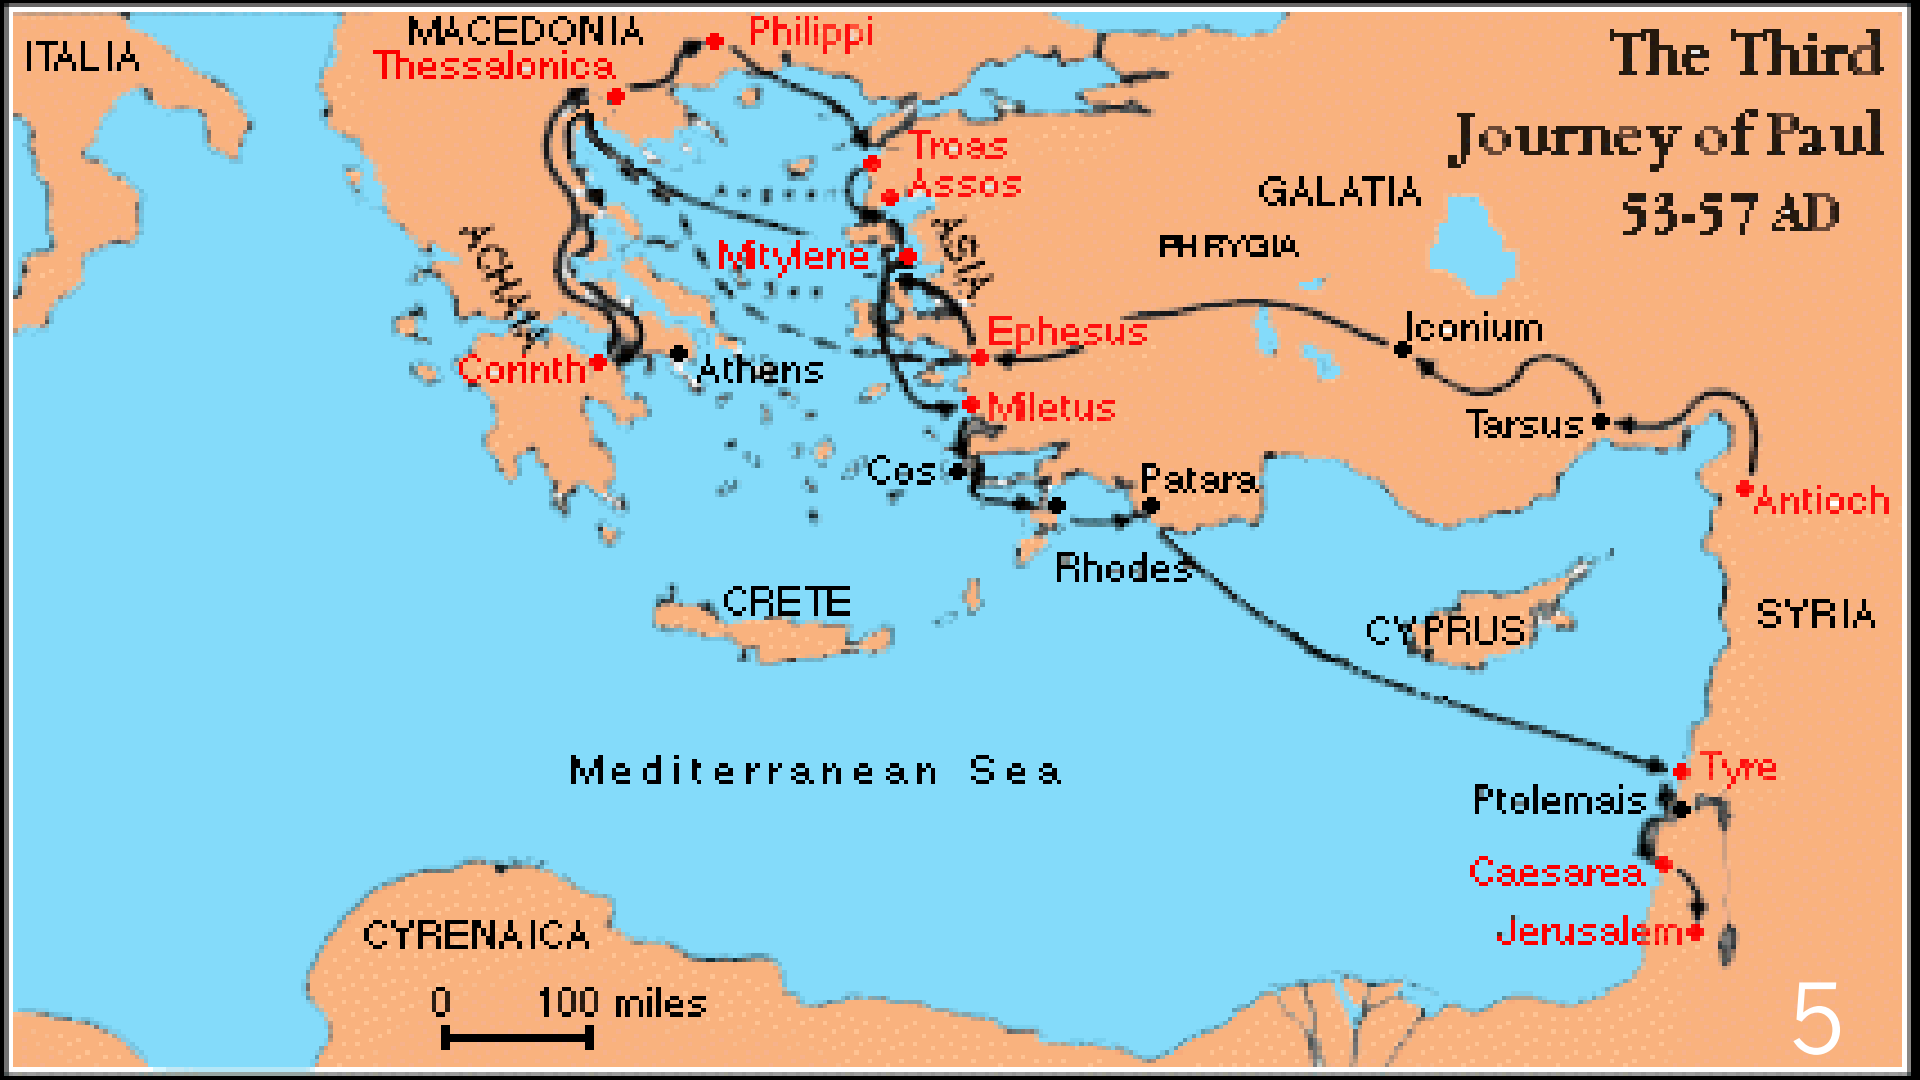 ITALIA
MACEDONIA
Philippi
Thessalonica
The Third
Journey of Paul
53-57 AD
Troas
Assos
GALATIA
PHRYGIA
ASIA
Mitylene
ACHAIA
Ephesus
Iconium
Corinth
Athens
Miletus
Tarsus
Cos
Patara
Antioch
Rhodes
CRETE
CYPRUS
SYRIA
Mediterranean Sea
Tyre
Ptolemais
Caesarea
Jerusalem
CYRENAICA
0 100 miles
5